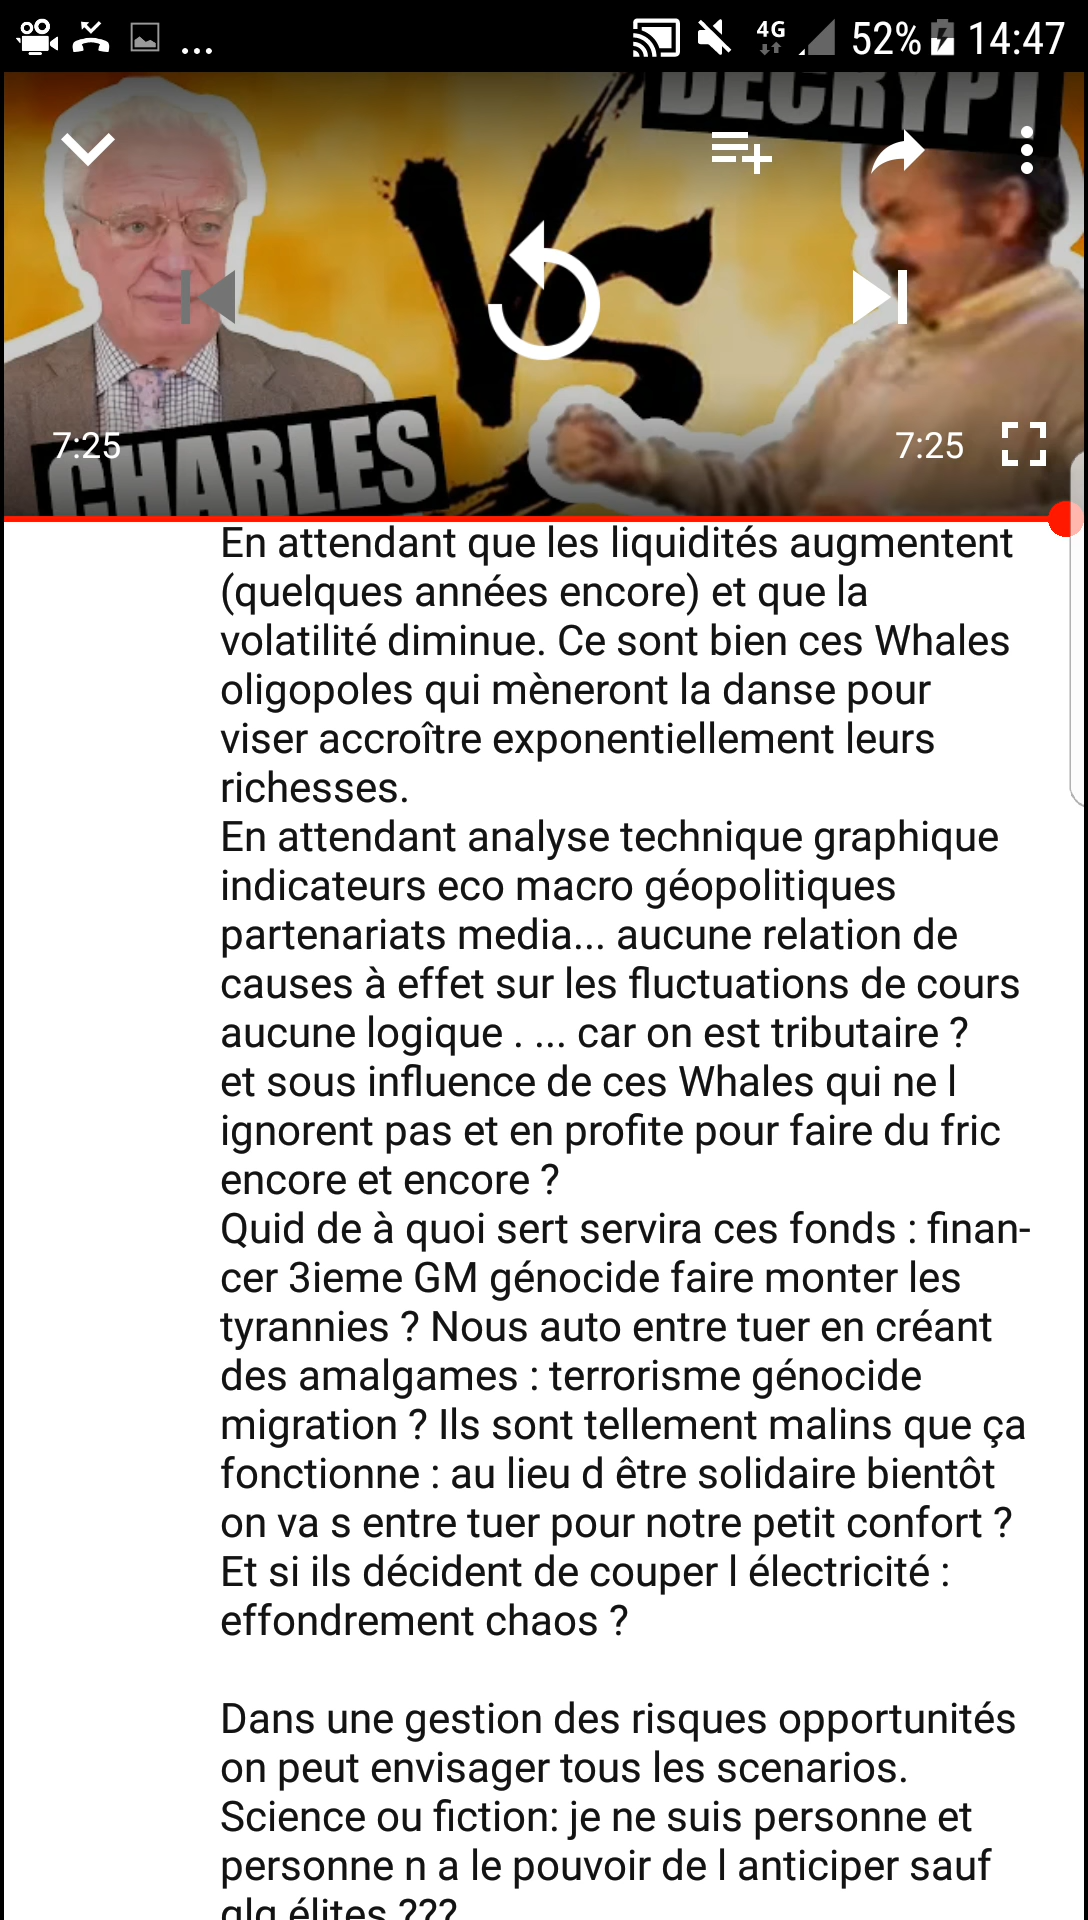 4G
52%
14:47
DECRYPT
VS
CHARLES
7:25
7:25
En attendant que les liquidités augmentent
(quelques années encore) et que la
volatilité diminue. Ce sont bien ces Whales
oligopoles qui mèneront la danse pour
viser accroître exponentiellement leurs
richesses.
En attendant analyse technique graphique
indicateurs eco macro géopolitiques
partenariats media... aucune relation de
causes à effet sur les fluctuations de cours
aucune logique . ... car on est tributaire ?
et sous influence de ces Whales qui ne l
ignorent pas et en profite pour faire du fric
encore et encore ?
Quid de à quoi sert servira ces fonds : finan-
cer 3ieme GM génocide faire monter les
tyrannies ? Nous auto entre tuer en créant
des amalgames : terrorisme génocide
migration ? Ils sont tellement malins que ça
fonctionne : au lieu d être solidaire bientôt
on va s entre tuer pour notre petit confort ?
Et si ils décident de couper l électricité :
effondrement chaos ?
Dans une gestion des risques opportunités
on peut envisager tous les scenarios.
Science ou fiction: je ne suis personne et
personne n a le pouvoir de l anticiper sauf
qlq élites ???